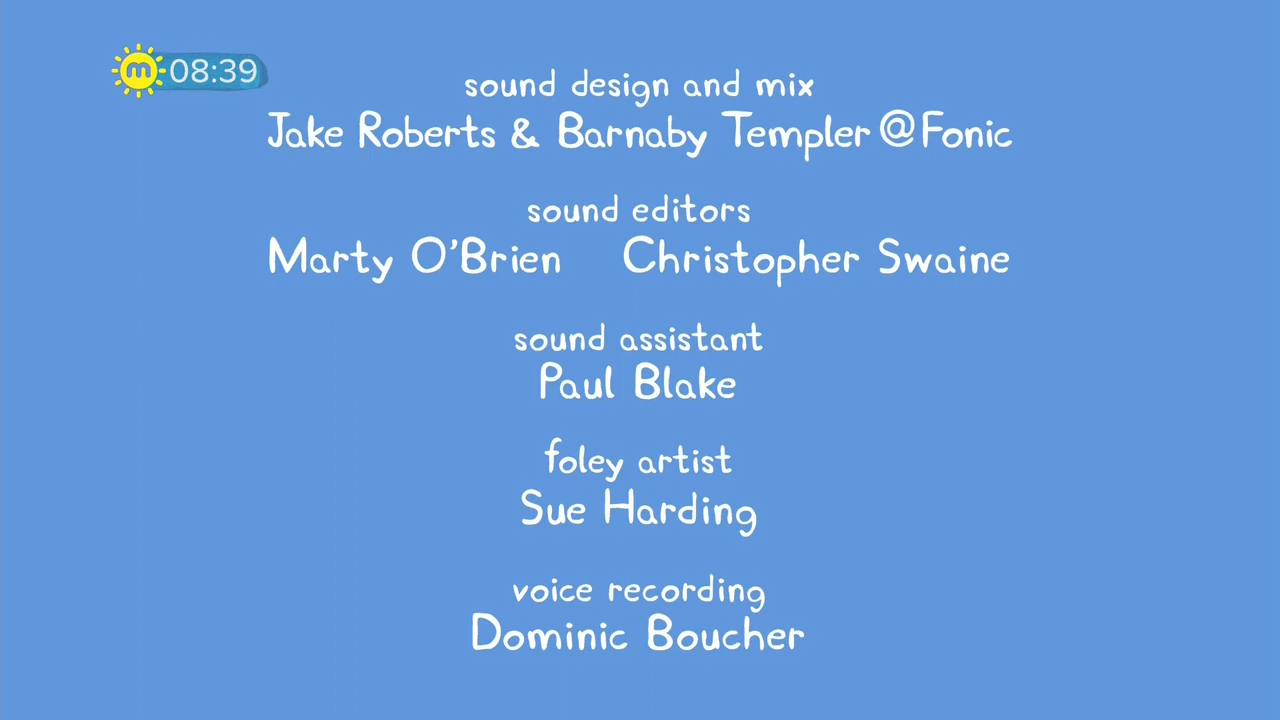 m 08:39
sound design and mix
Jake Roberts & Barnaby Templer @Fonic
sound editors
Marty O'Brien Christopher Swaine
sound assistant
Paul Blake
foley artist
Sue Harding
voice recording
Dominic Boucher